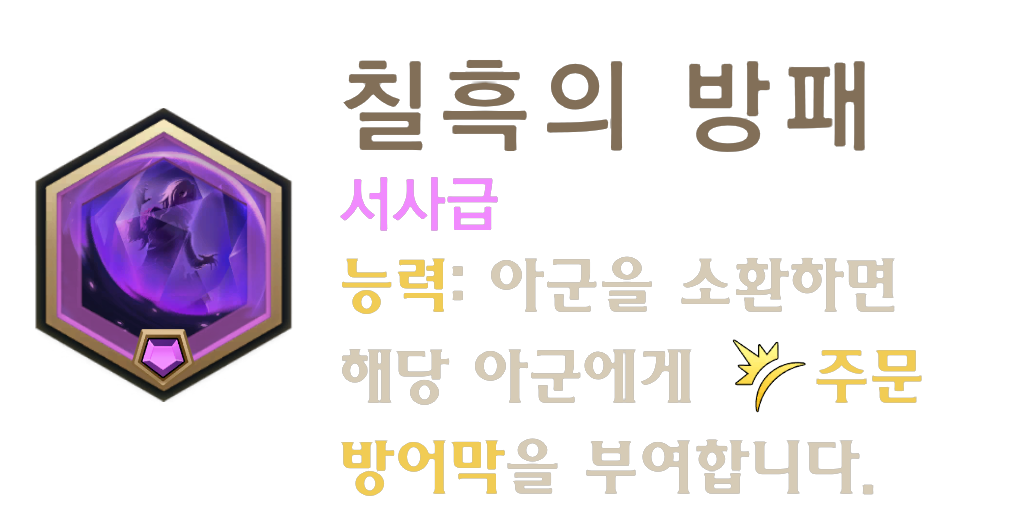 칠흑의 방패
서사급
능력: 아군을 소환하면
해당 아군에게 주문
방어막을 부여합니다.